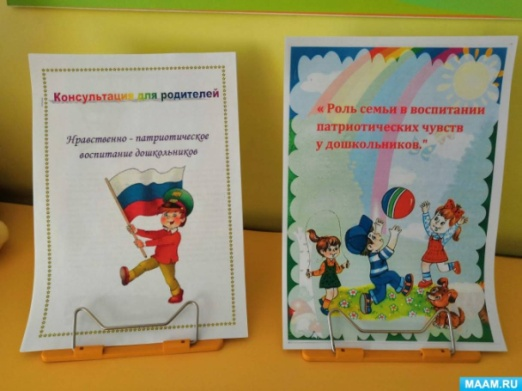 Консультация для родителей
Нравственно - патриотическое
воспитание дошкольников
« Роль семьи в воспитании
патриотических чувств
у дошкольников."
MAAM.RU